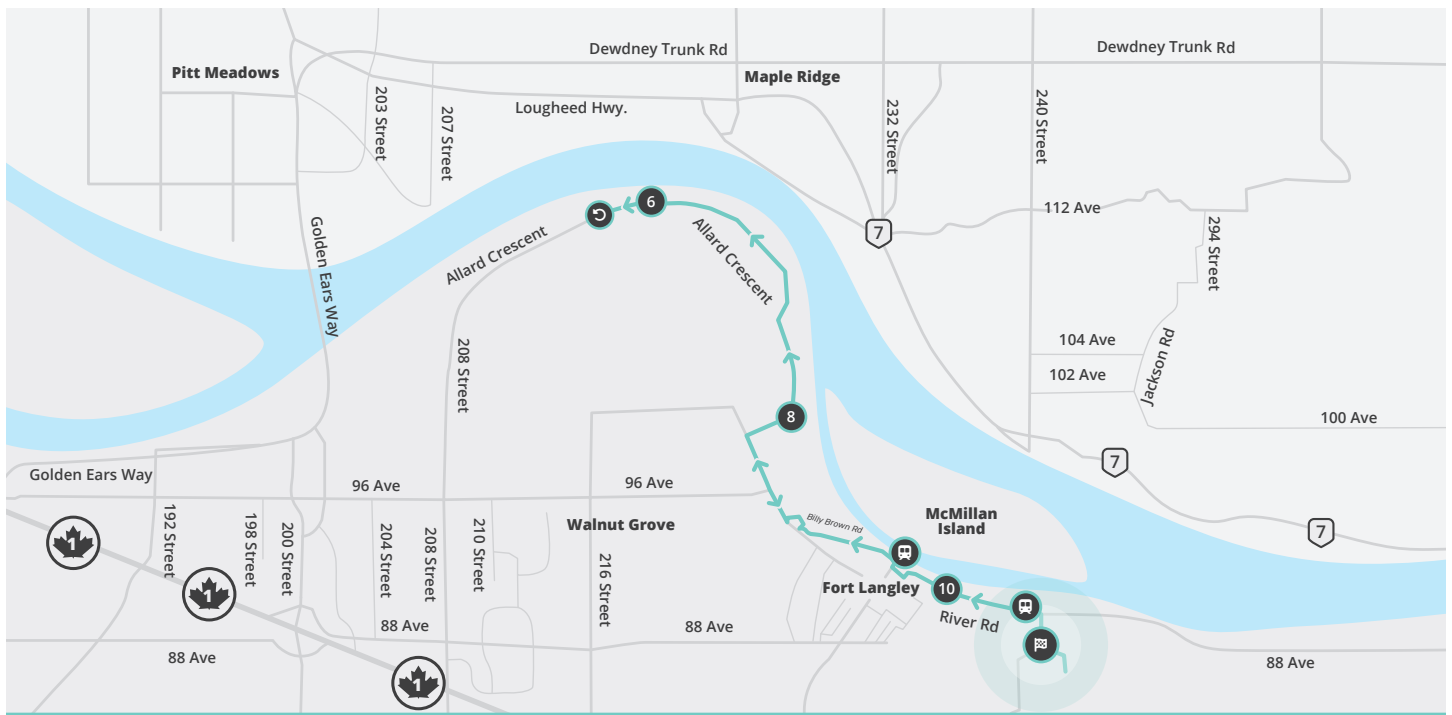 Dewdney Trunk Rd
Dewdney Trunk Rd
Pitt Meadows
Maple Ridge
Lougheed Hwy.
203 Street
207 Street
232 Street
240 Street
6
112 Ave
7
294 Street
Golden Ears Way
Allard Crescent
Allard Crescent
104 Ave
102 Ave
Jackson Rd
208 Street
8
100 Ave
7
Golden Ears Way
96 Ave
96 Ave
192 Street
198 Street
200 Street
204 Street
208 Street
210 Street
Walnut Grove
216 Street
Billy Brown Rd
McMillan
Island
7
1
1
Fort Langley
10
River Rd
88 Ave
88 Ave
88 Ave
88 Ave
1